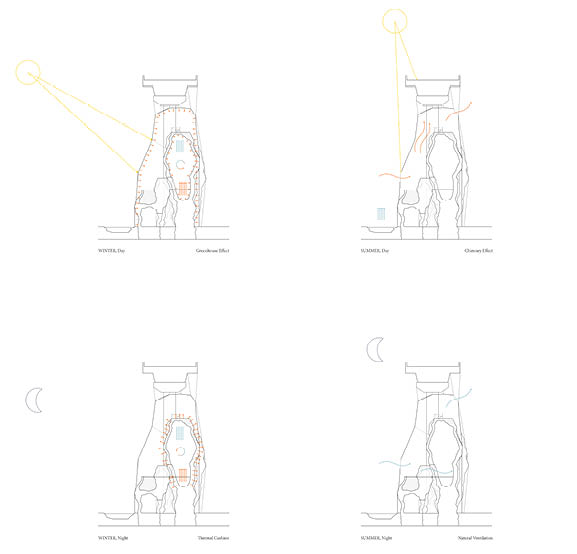 WINTER, Day Greenhouse Effect
SUMMER, Day Chimney Effect
WINTER, Night Thermal Cushion
SUMMER, Night Natural Ventilation